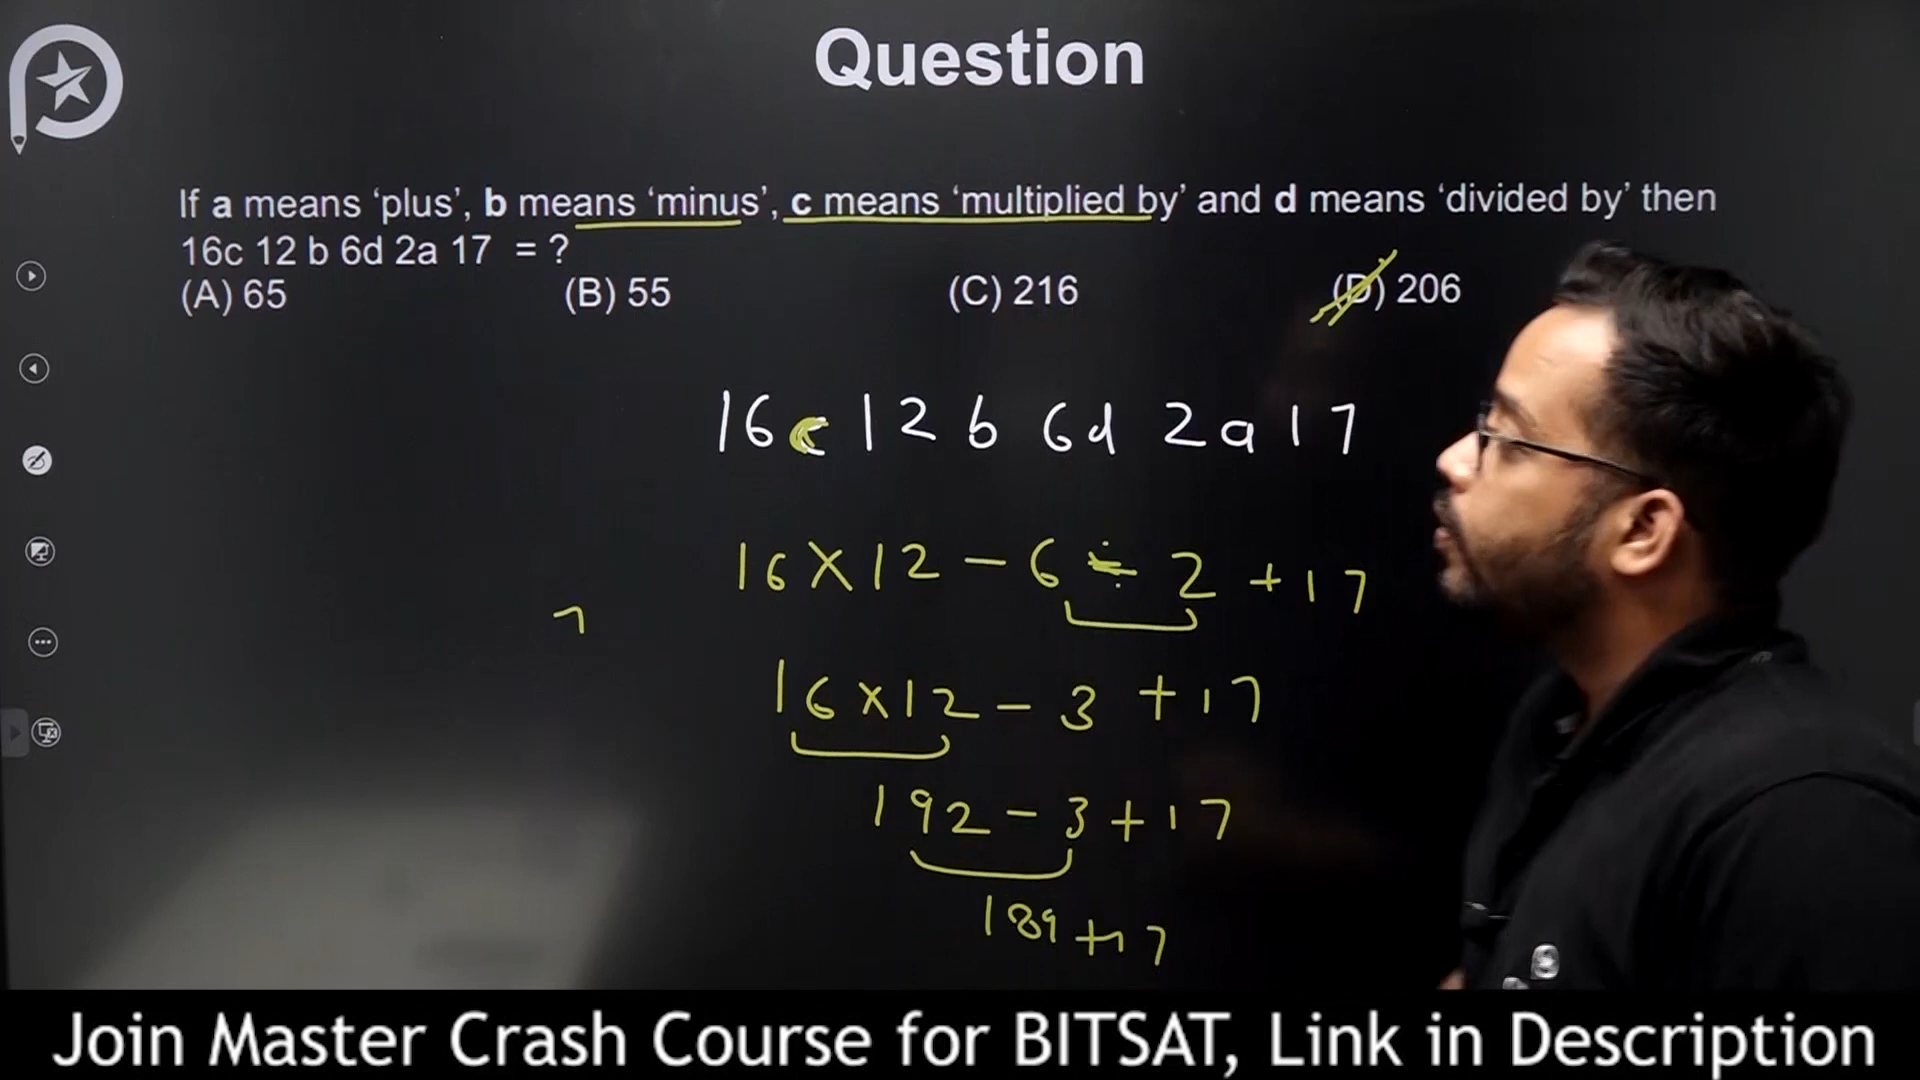 Question
If a means ‘plus’, b means ‘minus’, c means ‘multiplied by’ and d means ‘divided by’ then
16c 12 b 6d 2a 17 = ?
(A) 65 (B) 55 (C) 216 (D) 206
16c 12 b 6d 2a17
16×12 - 6 ÷ 2 + 17
16×12 - 3 + 17
192 - 3 + 17
189 + 17
Join Master Crash Course for BITSAT, Link in Description